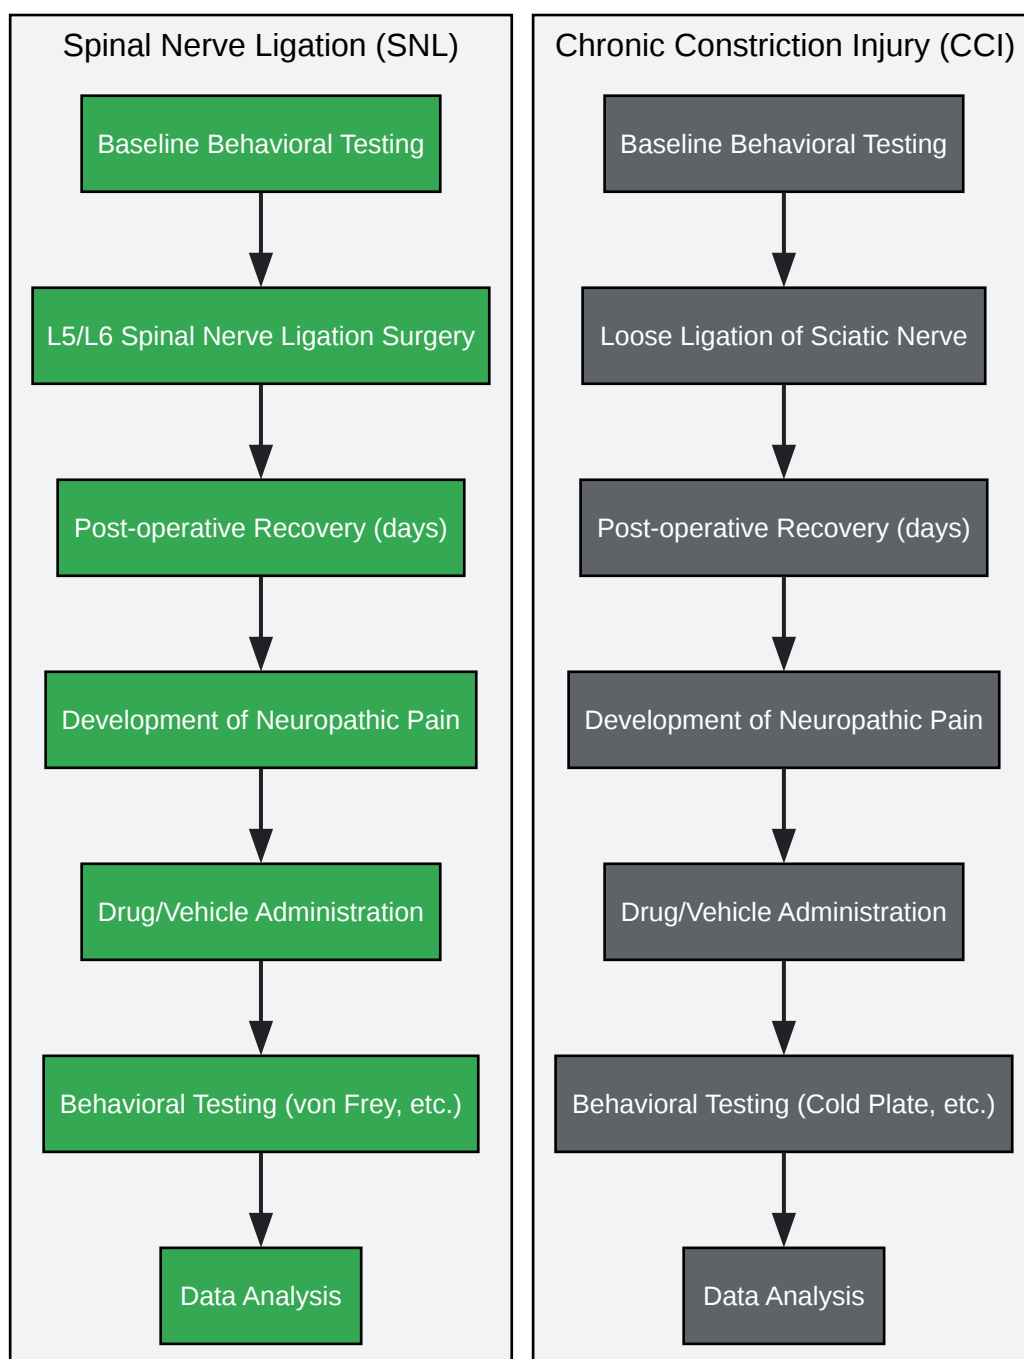 Spinal Nerve Ligation (SNL)
Baseline Behavioral Testing
L5/L6 Spinal Nerve Ligation Surgery
Post-operative Recovery (days)
Development of Neuropathic Pain
Drug/Vehicle Administration
Behavioral Testing (von Frey, etc.)
Data Analysis
Chronic Constriction Injury (CCI)
Baseline Behavioral Testing
Loose Ligation of Sciatic Nerve
Post-operative Recovery (days)
Development of Neuropathic Pain
Drug/Vehicle Administration
Behavioral Testing (Cold Plate, etc.)
Data Analysis